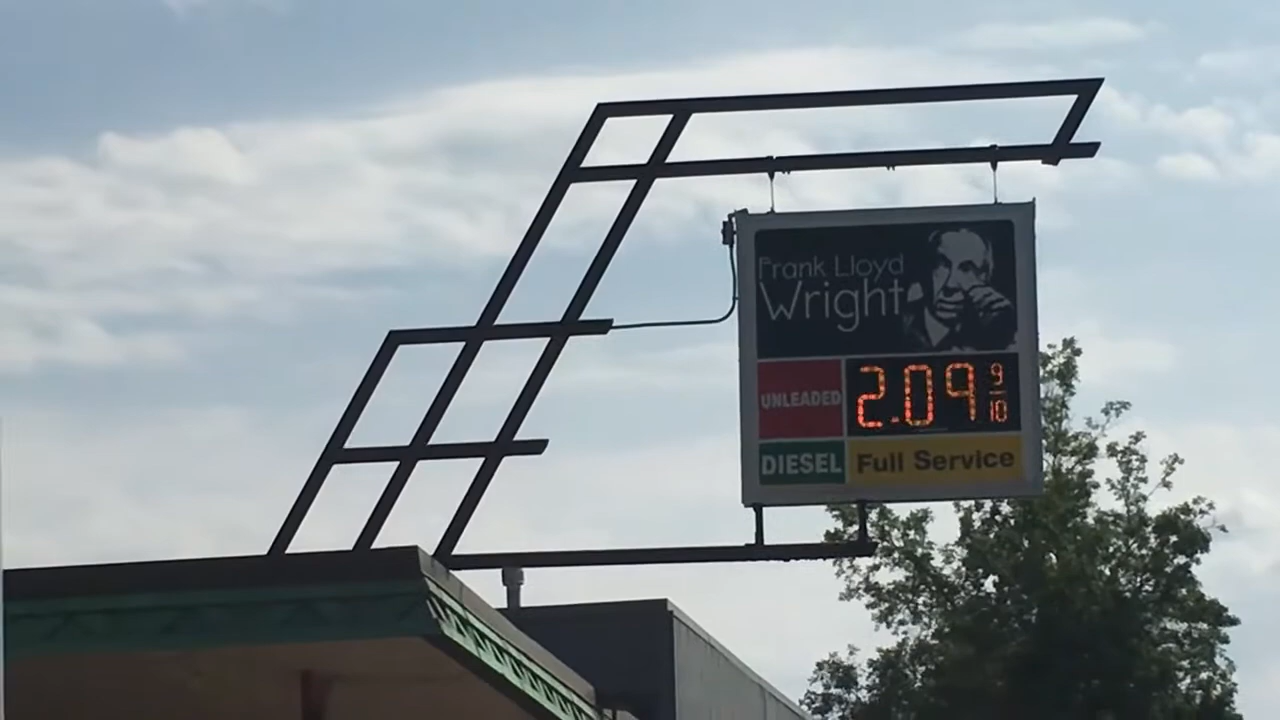 Frank Lloyd
Wright
UNLEADED
2.09 9/10
DIESEL
Full Service